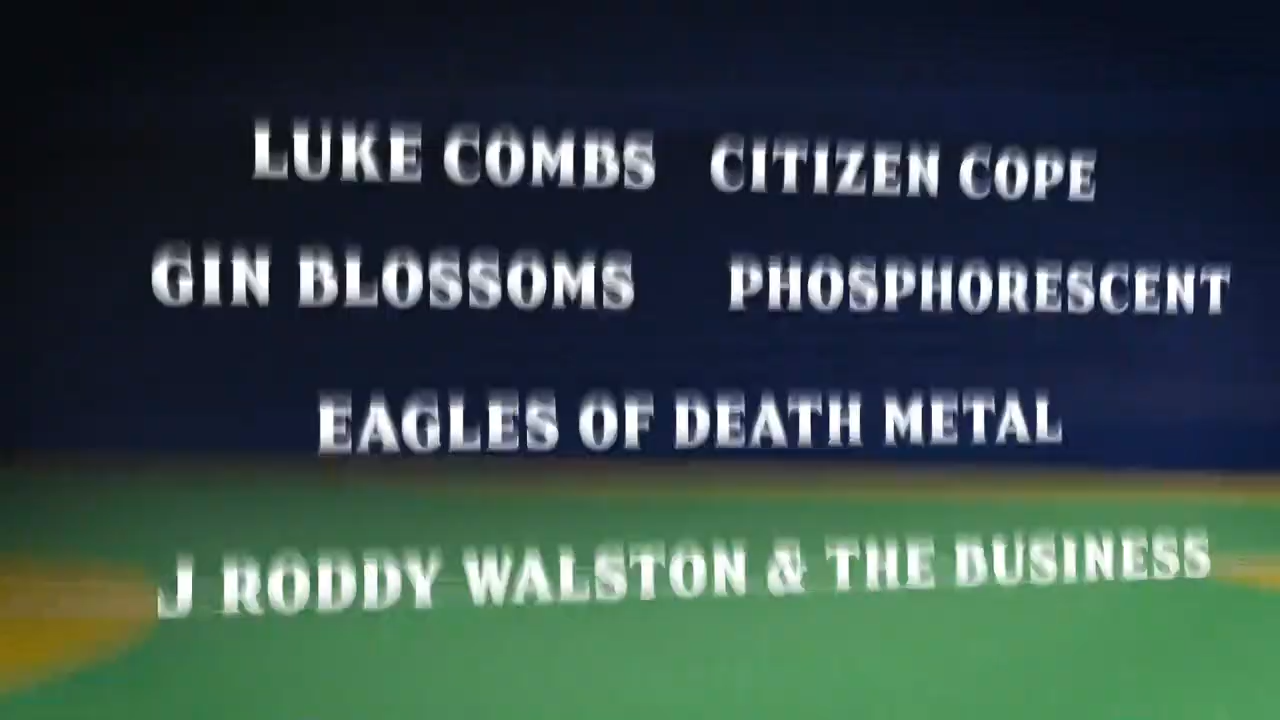 LUKE COMBS CITIZEN COPE
GIN BLOSSOMS PHOSPHORESCENT
EAGLES OF DEATH METAL
J RODDY WALSTON & THE BUSINESS